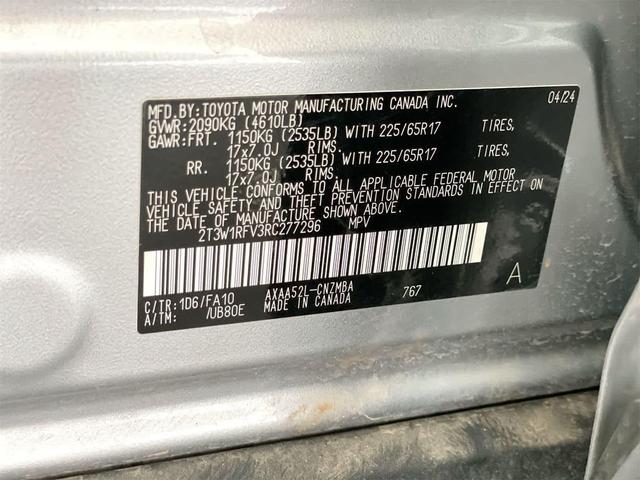 MFD.BY:TOYOTA MOTOR MANUFACTURING CANADA INC. 04/24
GVWR:2090KG (4610LB)
GAWR:FRT. 1150KG (2535LB) WITH 225/65R17 TIRES,
17x7.0J RIMS.
RR. 1150KG (2535LB) WITH 225/65R17 TIRES,
17x7.0J RIMS.
THIS VEHICLE CONFORMS TO ALL APPLICABLE FEDERAL MOTOR
VEHICLE SAFETY AND THEFT PREVENTION STANDARDS IN EFFECT ON
THE DATE OF MANUFACTURE SHOWN ABOVE.
2T3W1RFV3RC277296 MPV
C/TR:1D6/FA10 AXAA52L-CNZMBA 767 A
A/TM: /UB80E MADE IN CANADA